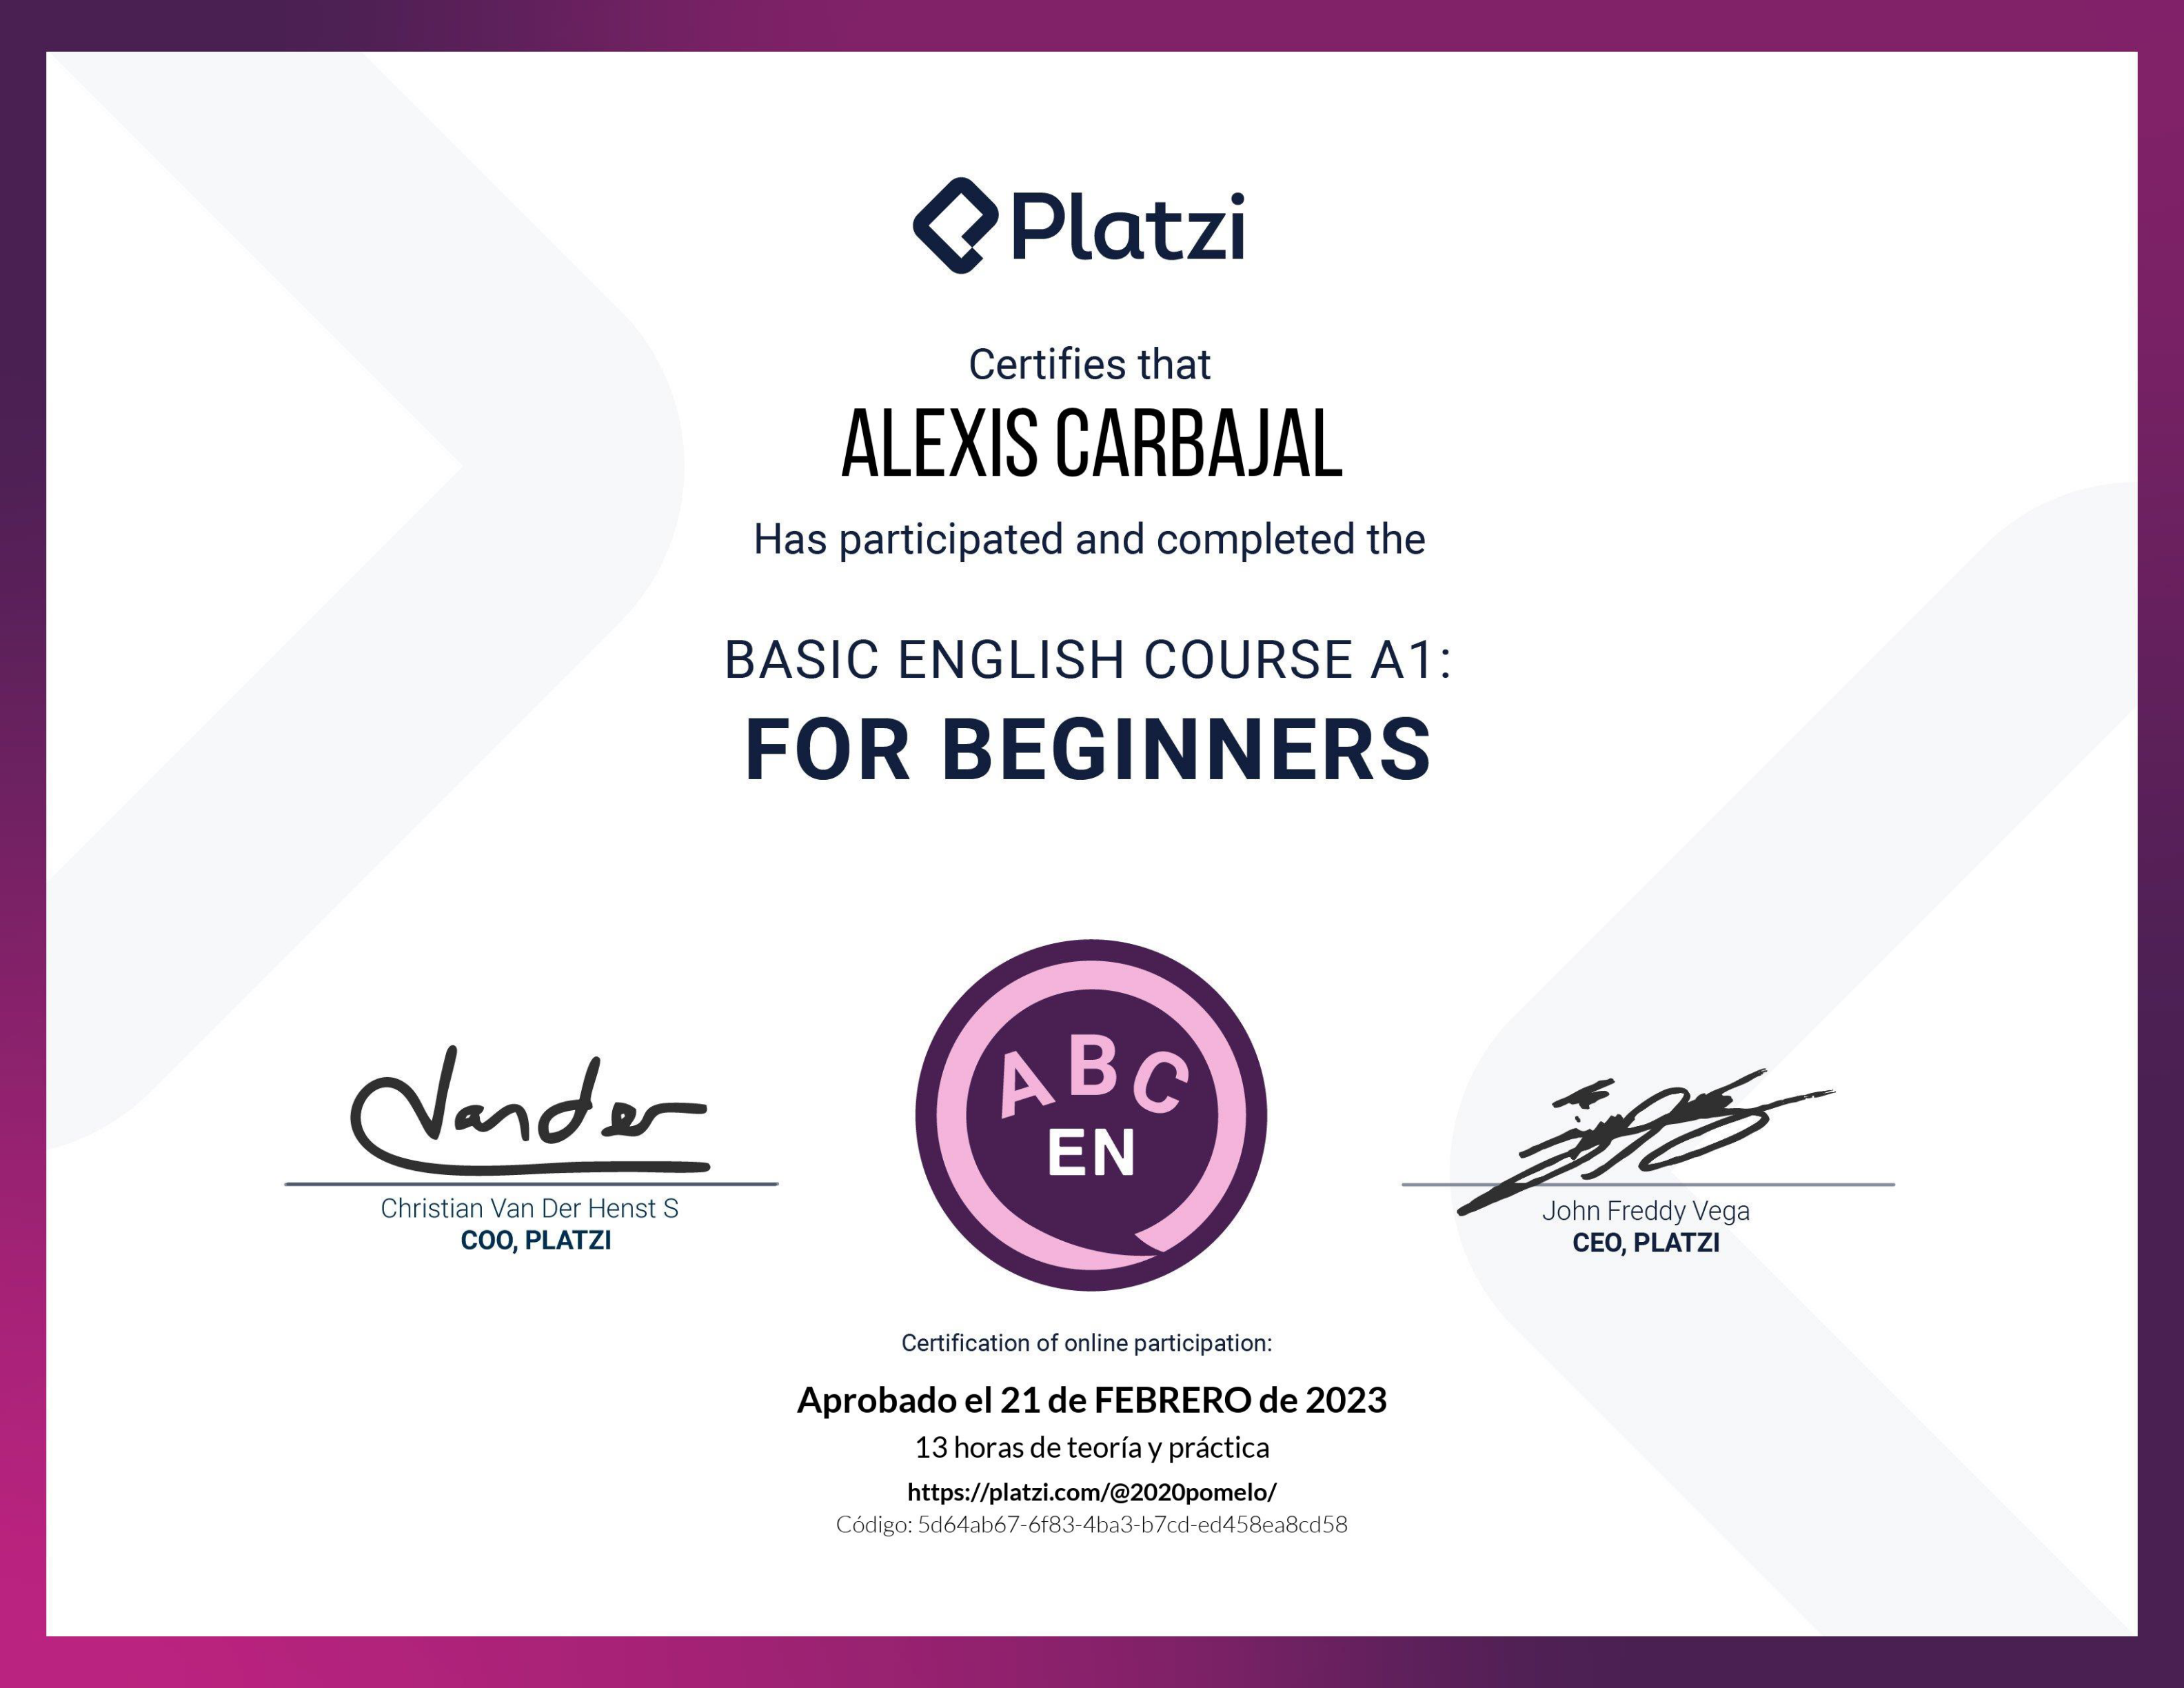 Platzi
Certifies that
ALEXIS CARBAJAL
Has participated and completed the
BASIC ENGLISH COURSE A1:
FOR BEGINNERS
Vander
A B C
EN
Christian Van Der Henst S
COO, PLATZI
John Freddy Vega
CEO, PLATZI
Certification of online participation:
Aprobado el 21 de FEBRERO de 2023
13 horas de teoría y práctica
https://platzi.com/@2020pomelo/
Código: 5d64ab67-6f83-4ba3-b7cd-ed458ea8cd58